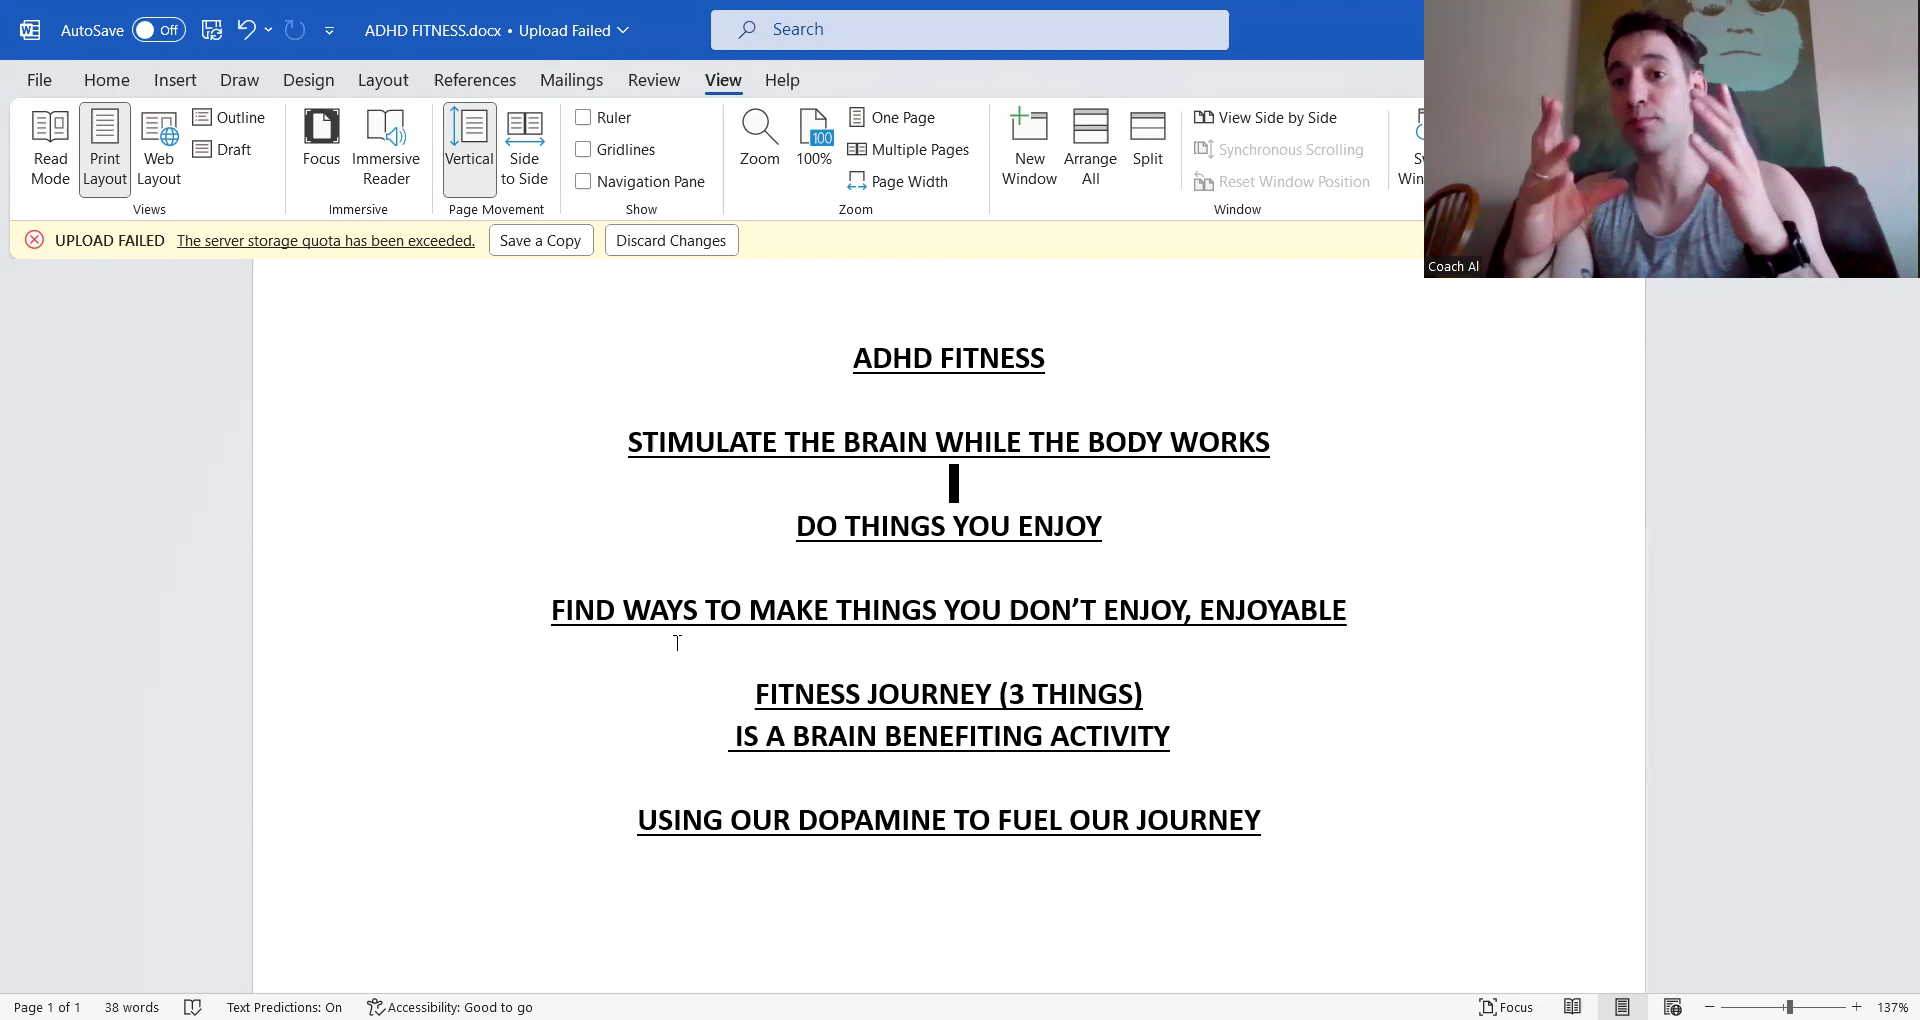 AutoSave Off ADHD FITNESS.docx • Upload Failed Search
File Home Insert Draw Design Layout References Mailings Review View Help
Read Mode Print Layout Web Layout Outline Draft
Views
Focus Immersive Reader
Immersive
Vertical Side to Side
Page Movement
Ruler
Gridlines
Navigation Pane
Show
Zoom 100 100% One Page Multiple Pages Page Width
Zoom
New Window Arrange All Split View Side by Side Synchronous Scrolling Reset Window Position
Window
Coach Al
UPLOAD FAILED The server storage quota has been exceeded. Save a Copy Discard Changes
ADHD FITNESS
STIMULATE THE BRAIN WHILE THE BODY WORKS
DO THINGS YOU ENJOY
FIND WAYS TO MAKE THINGS YOU DON’T ENJOY, ENJOYABLE
FITNESS JOURNEY (3 THINGS)
IS A BRAIN BENEFITING ACTIVITY
USING OUR DOPAMINE TO FUEL OUR JOURNEY
Page 1 of 1 38 words Text Predictions: On Accessibility: Good to go Focus 137%